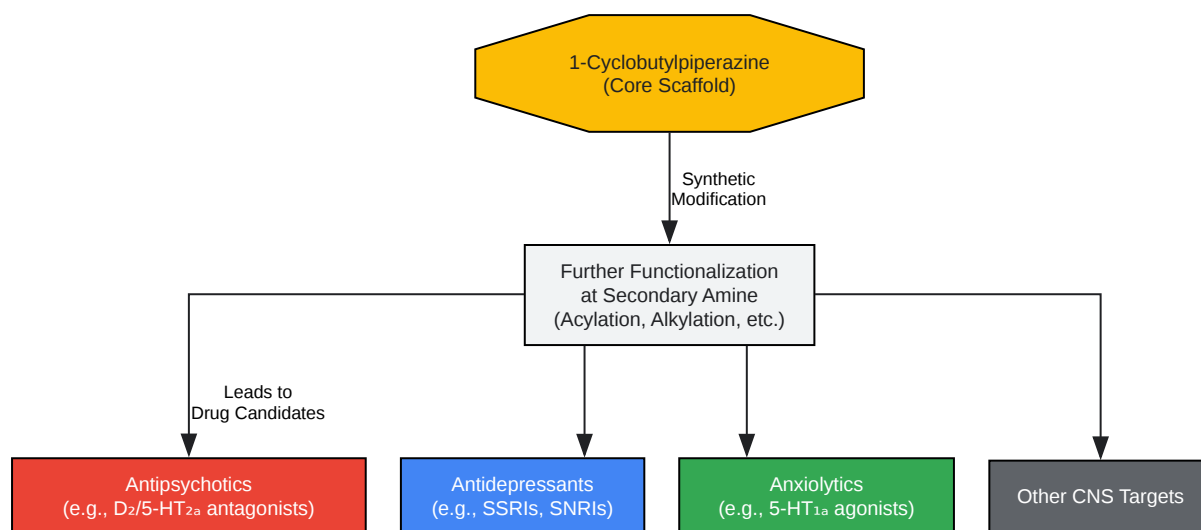 1-Cyclobutylpiperazine
(Core Scaffold)
Synthetic
Modification
Further Functionalization
at Secondary Amine
(Acylation, Alkylation, etc.)
Leads to
Drug Candidates
Antipsychotics
(e.g., D₂/5-HT₂ₐ antagonists)
Antidepressants
(e.g., SSRIs, SNRIs)
Anxiolytics
(e.g., 5-HT₁ₐ agonists)
Other CNS Targets